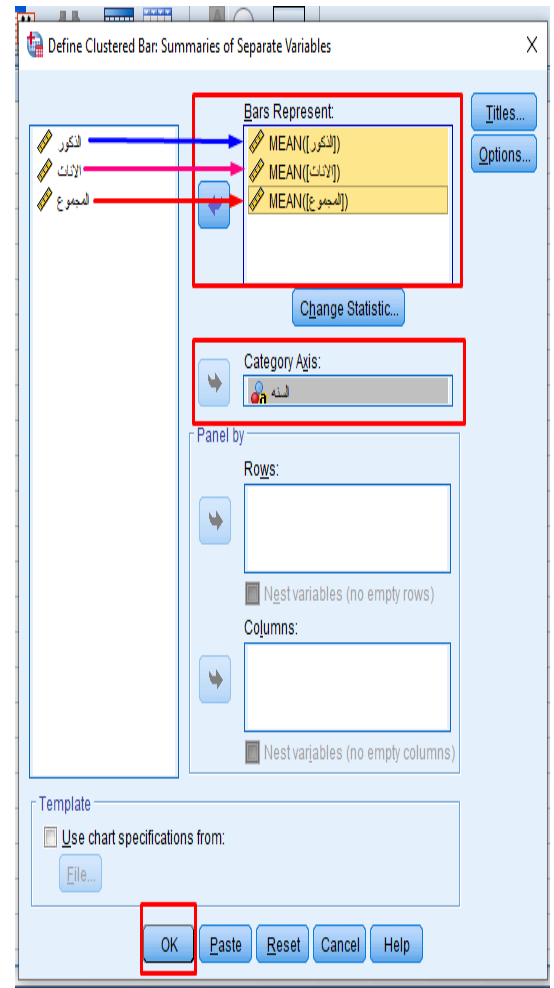 Define Clustered Bar: Summaries of Separate Variables
Bars Represent:
Titles...
Options...
الذكور
الاناث
المجموع
MEAN([الذكور])
MEAN([الاناث])
MEAN([المجموع])
Change Statistic...
Category Axis:
السنه
Panel by
Rows:
Nest variables (no empty rows)
Columns:
Nest variables (no empty columns)
Template
Use chart specifications from:
File...
OK Paste Reset Cancel Help